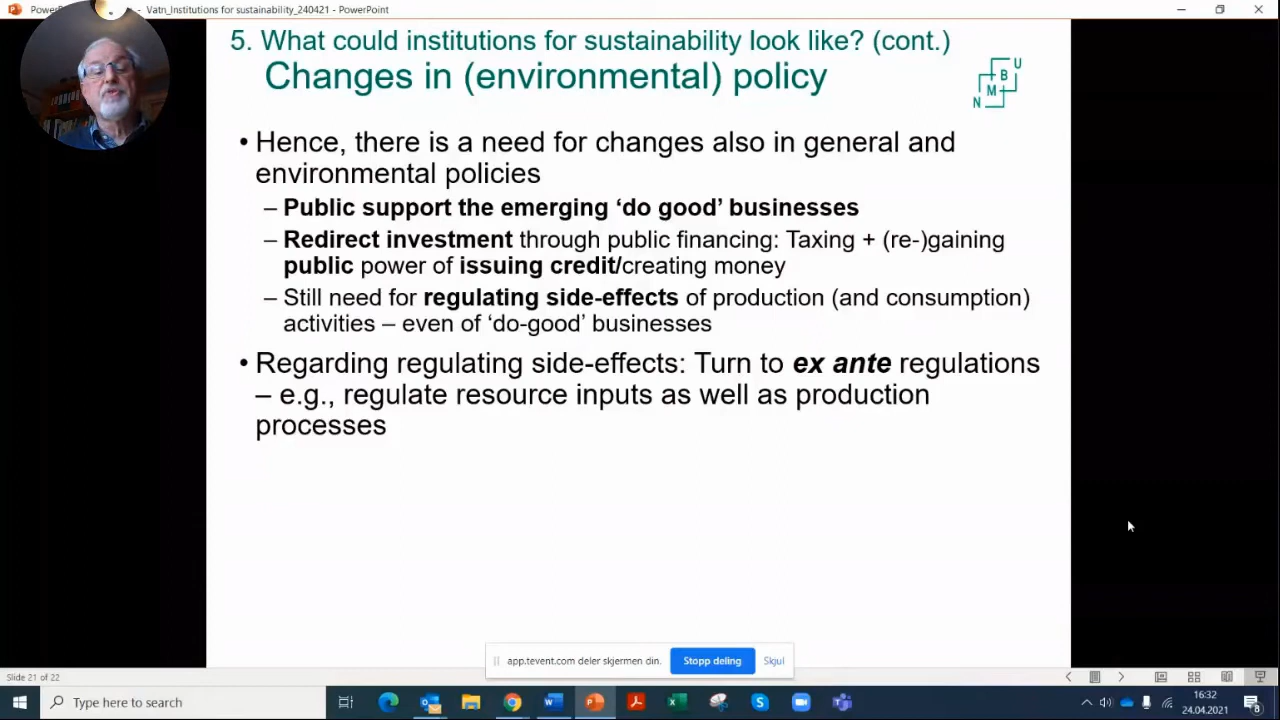 Vatn_Institutions for sustainability_240421 - PowerPoint
5. What could institutions for sustainability look like? (cont.)
Changes in (environmental) policy
N M B U
• Hence, there is a need for changes also in general and
environmental policies
– Public support the emerging ‘do good’ businesses
– Redirect investment through public financing: Taxing + (re-)gaining
public power of issuing credit/creating money
– Still need for regulating side-effects of production (and consumption)
activities – even of ‘do-good’ businesses
• Regarding regulating side-effects: Turn to ex ante regulations
– e.g., regulate resource inputs as well as production
processes
app.tevent.com deler skjermen din. Stopp deling Skjul
Slide 21 of 22
Type here to search
16:32
24.04.2021
8